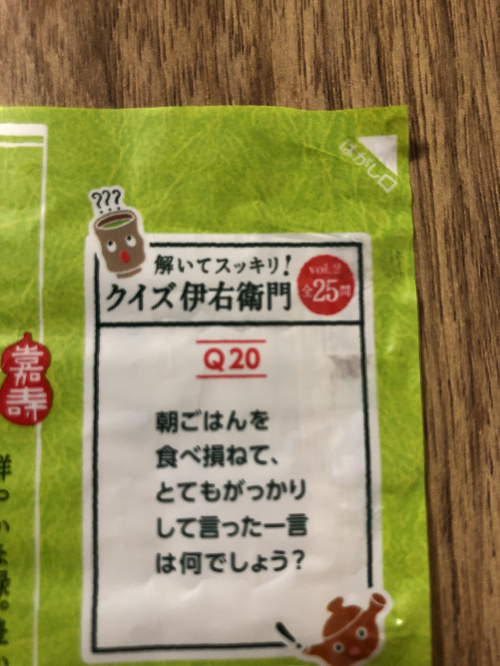 はがし口
???
解いてスッキリ!
クイズ伊右衛門
vol.2
全25問
Q20
朝ごはんを
食べ損ねて、
とてもがっかり
して言った一言
は何でしょう?
嘉
寿